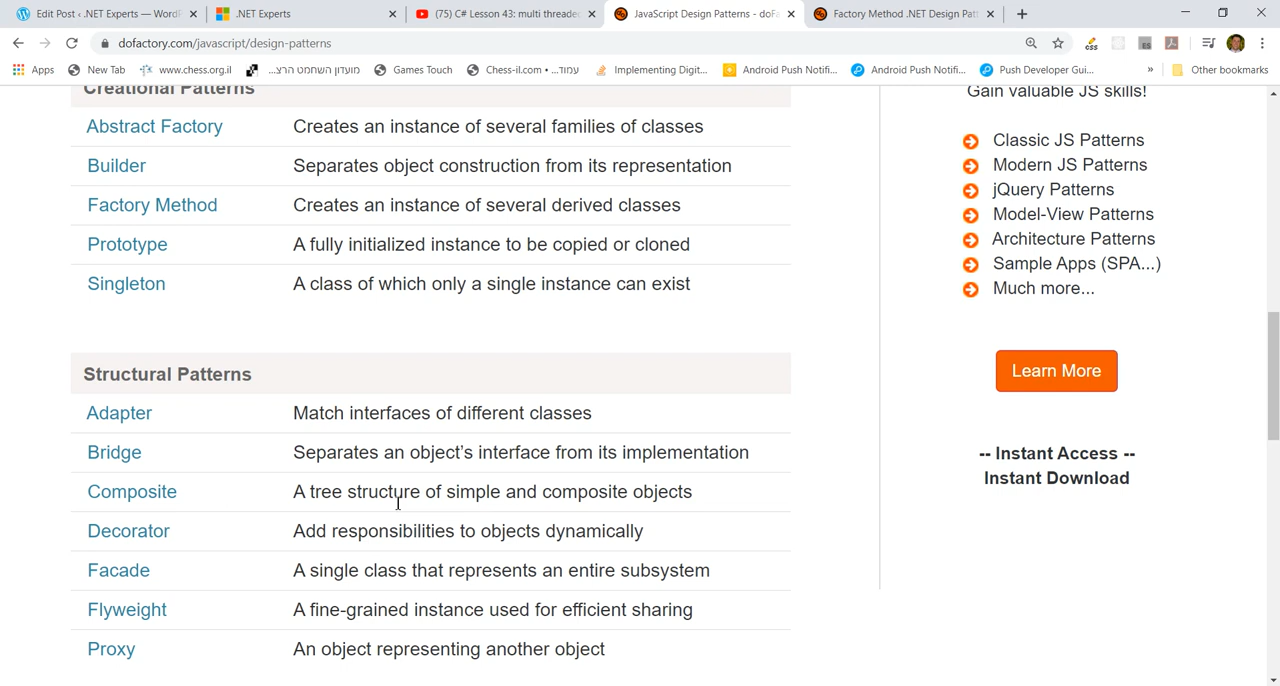 Edit Post ‹ .NET Experts — WordP
.NET Experts
(75) C# Lesson 43: multi threaded
JavaScript Design Patterns - doFa
Factory Method .NET Design Patt
dofactory.com/javascript/design-patterns
css
ES
Apps
New Tab
www.chess.org.il
מועדון השחמט הרצ...
Games Touch
Chess-il.com • עמוד...
Implementing Digit...
Android Push Notifi...
Android Push Notifi...
Push Developer Gui...
»
Other bookmarks
Creational Patterns
Abstract Factory Creates an instance of several families of classes
Builder Separates object construction from its representation
Factory Method Creates an instance of several derived classes
Prototype A fully initialized instance to be copied or cloned
Singleton A class of which only a single instance can exist
Structural Patterns
Adapter Match interfaces of different classes
Bridge Separates an object’s interface from its implementation
Composite A tree structure of simple and composite objects
Decorator Add responsibilities to objects dynamically
Facade A single class that represents an entire subsystem
Flyweight A fine-grained instance used for efficient sharing
Proxy An object representing another object
Gain valuable JS skills!
Classic JS Patterns
Modern JS Patterns
jQuery Patterns
Model-View Patterns
Architecture Patterns
Sample Apps (SPA...)
Much more...
Learn More
-- Instant Access --
Instant Download